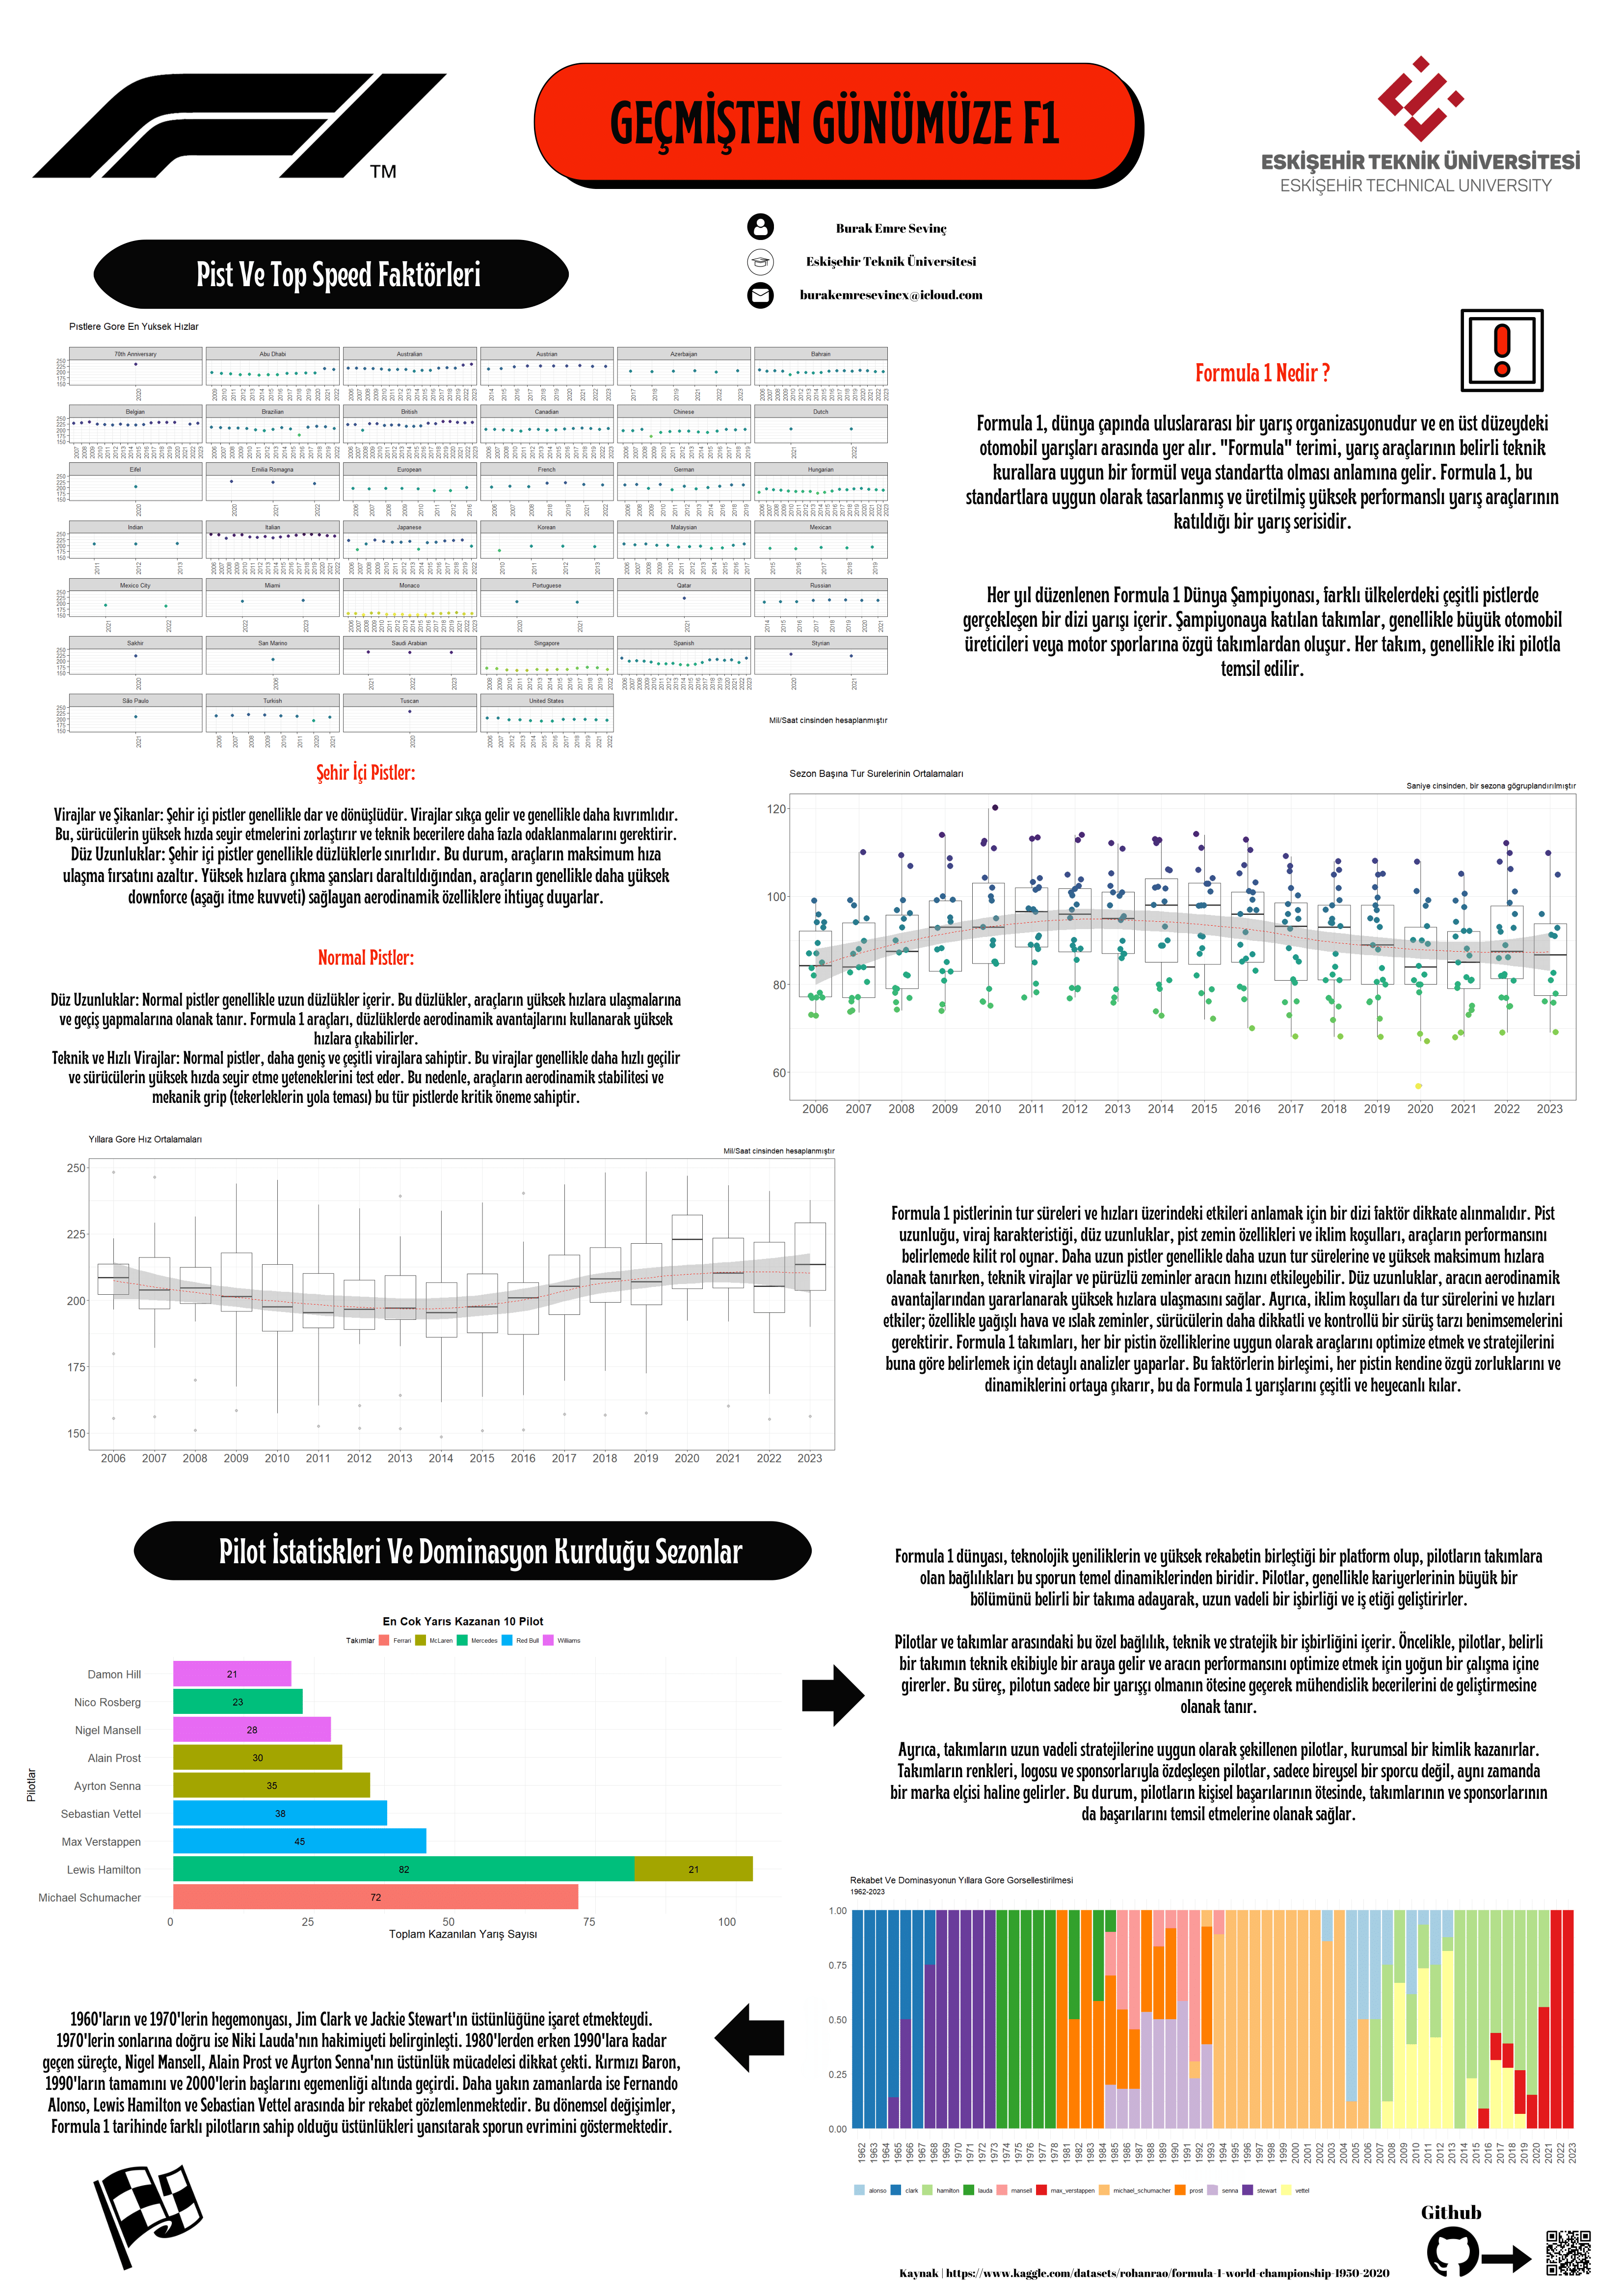 TM
GEÇMİŞTEN GÜNÜMÜZE F1
ESKİŞEHİR TEKNİK ÜNİVERSİTESİ
ESKİŞEHİR TECHNICAL UNIVERSITY
Burak Emre Sevinç
Eskişehir Teknik Üniversitesi
burakemresevincx@icloud.com
Pist Ve Top Speed Faktörleri
Pistlere Gore En Yuksek Hızlar
70th Anniversary
Abu Dhabi
Australian
Austrian
Azerbaijan
Bahrain
Belgian
Brazilian
British
Canadian
Chinese
Dutch
Eifel
Emilia Romagna
European
French
German
Hungarian
Indian
Italian
Japanese
Korean
Malaysian
Mexican
Mexico City
Miami
Monaco
Portuguese
Qatar
Russian
Sakhir
San Marino
Saudi Arabian
Singapore
Spanish
Styrian
São Paulo
Turkish
Tuscan
United States
Mil/Saat cinsinden hesaplanmıştır
Formula 1 Nedir ?
Formula 1, dünya çapında uluslararası bir yarış organizasyonudur ve en üst düzeydeki
otomobil yarışları arasında yer alır. "Formula" terimi, yarış araçlarının belirli teknik
kurallara uygun bir formül veya standartta olması anlamına gelir. Formula 1, bu
standartlara uygun olarak tasarlanmış ve üretilmiş yüksek performanslı yarış araçlarının
katıldığı bir yarış serisidir.
Her yıl düzenlenen Formula 1 Dünya Şampiyonası, farklı ülkelerdeki çeşitli pistlerde
gerçekleşen bir dizi yarışı içerir. Şampiyonaya katılan takımlar, genellikle büyük otomobil
üreticileri veya motor sporlarına özgü takımlardan oluşur. Her takım, genellikle iki pilotla
temsil edilir.
Şehir İçi Pistler:
Virajlar ve Şikanlar: Şehir içi pistler genellikle dar ve dönüşlüdür. Virajlar sıkça gelir ve genellikle daha kıvrımlıdır.
Bu, sürücülerin yüksek hızda seyir etmelerini zorlaştırır ve teknik becerilere daha fazla odaklanmalarını gerektirir.
Düz Uzunluklar: Şehir içi pistler genellikle düzlüklerle sınırlıdır. Bu durum, araçların maksimum hıza
ulaşma fırsatını azaltır. Yüksek hızlara çıkma şansları daraltıldığından, araçların genellikle daha yüksek
downforce (aşağı itme kuvveti) sağlayan aerodinamik özelliklere ihtiyaç duyarlar.
Normal Pistler:
Düz Uzunluklar: Normal pistler genellikle uzun düzlükler içerir. Bu düzlükler, araçların yüksek hızlara ulaşmalarına
ve geçiş yapmalarına olanak tanır. Formula 1 araçları, düzlüklerde aerodinamik avantajlarını kullanarak yüksek
hızlara çıkabilirler.
Teknik ve Hızlı Virajlar: Normal pistler, daha geniş ve çeşitli virajlara sahiptir. Bu virajlar genellikle daha hızlı geçilir
ve sürücülerin yüksek hızda seyir etme yeteneklerini test eder. Bu nedenle, araçların aerodinamik stabilitesi ve
mekanik grip (tekerleklerin yola teması) bu tür pistlerde kritik öneme sahiptir.
Sezon Başına Tur Surelerinin Ortalamaları
Saniye cinsinden, bir sezona göğruplandırılmıştır
120
100
80
60
2006 2007 2008 2009 2010 2011 2012 2013 2014 2015 2016 2017 2018 2019 2020 2021 2022 2023
Yıllara Gore Hız Ortalamaları
Mil/Saat cinsinden hesaplanmıştır
250
225
200
175
150
2006 2007 2008 2009 2010 2011 2012 2013 2014 2015 2016 2017 2018 2019 2020 2021 2022 2023
Formula 1 pistlerinin tur süreleri ve hızları üzerindeki etkileri anlamak için bir dizi faktör dikkate alınmalıdır. Pist
uzunluğu, viraj karakteristiği, düz uzunluklar, pist zemin özellikleri ve iklim koşulları, araçların performansını
belirlemede kilit rol oynar. Daha uzun pistler genellikle daha uzun tur sürelerine ve yüksek maksimum hızlara
olanak tanırken, teknik virajlar ve pürüzlü zeminler aracın hızını etkileyebilir. Düz uzunluklar, aracın aerodinamik
avantajlarından yararlanarak yüksek hızlara ulaşmasını sağlar. Ayrıca, iklim koşulları da tur sürelerini ve hızları
etkiler; özellikle yağışlı hava ve ıslak zeminler, sürücülerin daha dikkatli ve kontrollü bir sürüş tarzı benimsemelerini
gerektirir. Formula 1 takımları, her bir pistin özelliklerine uygun olarak araçlarını optimize etmek ve stratejilerini
buna göre belirlemek için detaylı analizler yaparlar. Bu faktörlerin birleşimi, her pistin kendine özgü zorluklarını ve
dinamiklerini ortaya çıkarır, bu da Formula 1 yarışlarını çeşitli ve heyecanlı kılar.
Pilot İstatiskleri Ve Dominasyon Kurduğu Sezonlar
En Cok Yarıs Kazanan 10 Pilot
Takımlar Ferrari McLaren Mercedes Red Bull Williams
Pilotlar
Damon Hill 21
Nico Rosberg 23
Nigel Mansell 28
Alain Prost 30
Ayrton Senna 35
Sebastian Vettel 38
Max Verstappen 45
Lewis Hamilton 82 21
Michael Schumacher 72
0 25 50 75 100
Toplam Kazanılan Yarış Sayısı
Formula 1 dünyası, teknolojik yeniliklerin ve yüksek rekabetin birleştiği bir platform olup, pilotların takımlara
olan bağlılıkları bu sporun temel dinamiklerinden biridir. Pilotlar, genellikle kariyerlerinin büyük bir
bölümünü belirli bir takıma adayarak, uzun vadeli bir işbirliği ve iş etiği geliştirirler.
Pilotlar ve takımlar arasındaki bu özel bağlılık, teknik ve stratejik bir işbirliğini içerir. Öncelikle, pilotlar, belirli
bir takımın teknik ekibiyle bir araya gelir ve aracın performansını optimize etmek için yoğun bir çalışma içine
girerler. Bu süreç, pilotun sadece bir yarışçı olmanın ötesine geçerek mühendislik becerilerini de geliştirmesine
olanak tanır.
Ayrıca, takımların uzun vadeli stratejilerine uygun olarak şekillenen pilotlar, kurumsal bir kimlik kazanırlar.
Takımların renkleri, logosu ve sponsorlarıyla özdeşleşen pilotlar, sadece bireysel bir sporcu değil, aynı zamanda
bir marka elçisi haline gelirler. Bu durum, pilotların kişisel başarılarının ötesinde, takımlarının ve sponsorlarının
da başarılarını temsil etmelerine olanak sağlar.
Rekabet Ve Dominasyonun Yıllara Gore Gorsellestirilmesi
1962-2023
1.00
0.75
0.50
0.25
0.00
1962 1963 1964 1965 1966 1967 1968 1969 1970 1971 1972 1973 1974 1975 1976 1977 1978 1981 1982 1983 1984 1985 1986 1987 1988 1989 1990 1991 1992 1993 1994 1995 1996 1997 1998 1999 2000 2001 2002 2003 2004 2005 2006 2007 2008 2009 2010 2011 2012 2013 2014 2015 2016 2017 2018 2019 2020 2021 2022 2023
alonso clark hamilton lauda mansell max_verstappen michael_schumacher prost senna stewart vettel
1960'ların ve 1970'lerin hegemonyası, Jim Clark ve Jackie Stewart'ın üstünlüğüne işaret etmekteydi.
1970'lerin sonlarına doğru ise Niki Lauda'nın hakimiyeti belirginleşti. 1980'lerden erken 1990'lara kadar
geçen süreçte, Nigel Mansell, Alain Prost ve Ayrton Senna'nın üstünlük mücadelesi dikkat çekti. Kırmızı Baron,
1990'ların tamamını ve 2000'lerin başlarını egemenliği altında geçirdi. Daha yakın zamanlarda ise Fernando
Alonso, Lewis Hamilton ve Sebastian Vettel arasında bir rekabet gözlemlenmektedir. Bu dönemsel değişimler,
Formula 1 tarihinde farklı pilotların sahip olduğu üstünlükleri yansıtarak sporun evrimini göstermektedir.
Github
Kaynak | https://www.kaggle.com/datasets/rohanrao/formula-1-world-championship-1950-2020